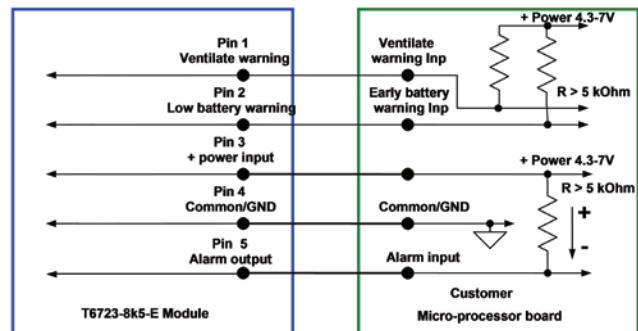 + Power 4.3-7V
Pin 1
Ventilate warning
Ventilate
warning Inp
R > 5 kOhm
Pin 2
Low battery warning
Early battery
warning Inp
Pin 3
+ power input
+ Power 4.3-7V
R > 5 kOhm
Pin 4
Common/GND
Common/GND
+
-
Pin 5
Alarm output
Alarm input
T6723-8k5-E Module
Customer
Micro-processor board